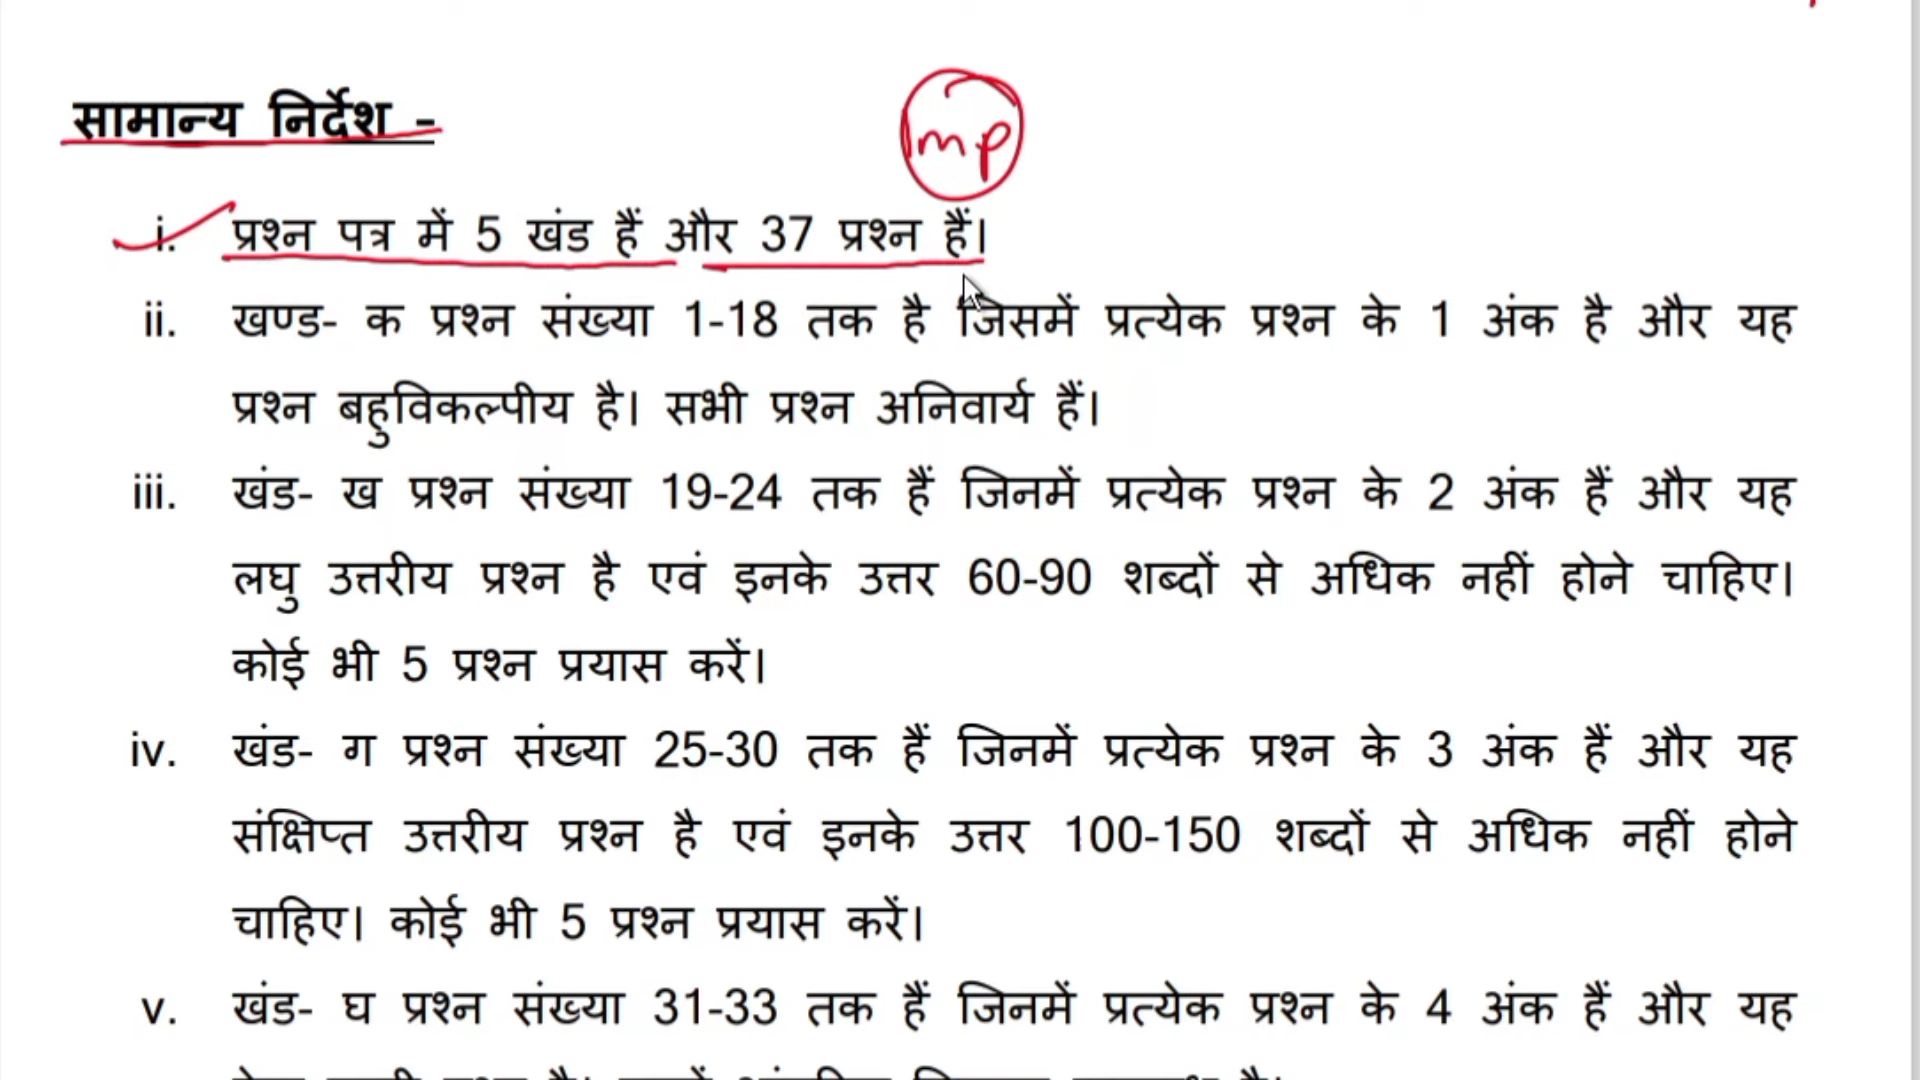 सामान्य निर्देश -
Imp
i. प्रश्न पत्र में 5 खंड हैं और 37 प्रश्न हैं।
ii. खण्ड- क प्रश्न संख्या 1-18 तक है जिसमें प्रत्येक प्रश्न के 1 अंक है और यह
प्रश्न बहुविकल्पीय है। सभी प्रश्न अनिवार्य हैं।
iii. खंड- ख प्रश्न संख्या 19-24 तक हैं जिनमें प्रत्येक प्रश्न के 2 अंक हैं और यह
लघु उत्तरीय प्रश्न है एवं इनके उत्तर 60-90 शब्दों से अधिक नहीं होने चाहिए।
कोई भी 5 प्रश्न प्रयास करें।
iv. खंड- ग प्रश्न संख्या 25-30 तक हैं जिनमें प्रत्येक प्रश्न के 3 अंक हैं और यह
संक्षिप्त उत्तरीय प्रश्न है एवं इनके उत्तर 100-150 शब्दों से अधिक नहीं होने
चाहिए। कोई भी 5 प्रश्न प्रयास करें।
v. खंड- घ प्रश्न संख्या 31-33 तक हैं जिनमें प्रत्येक प्रश्न के 4 अंक हैं और यह